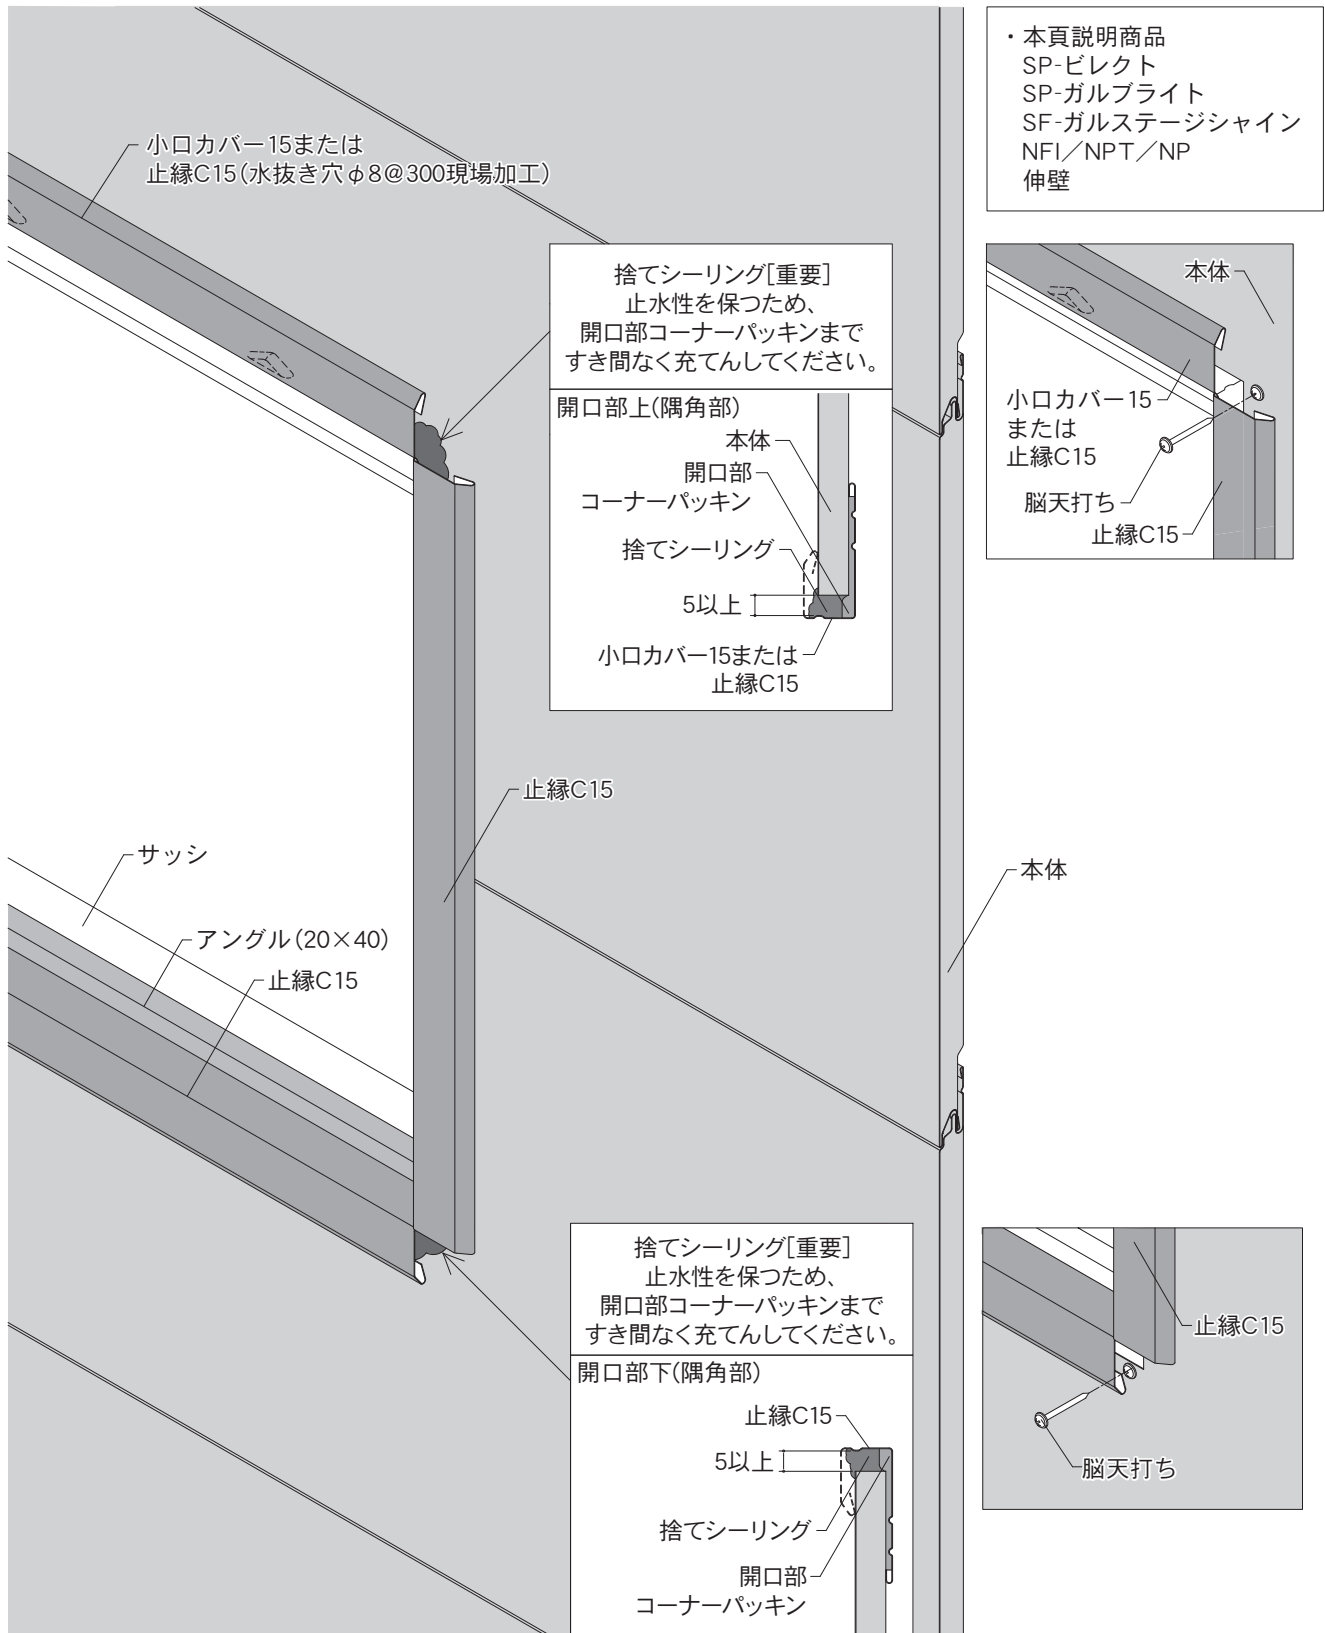 ・本頁説明商品
SP-ビレクト
SP-ガルブライト
SF-ガルステージシャイン
NFI／NPT／NP
伸壁
小口カバー15または
止縁C15(水抜き穴φ8@300現場加工)
捨てシーリング[重要]
止水性を保つため、
開口部コーナーパッキンまで
すき間なく充てんしてください。
開口部上(隅角部)
本体
開口部
コーナーパッキン
捨てシーリング
5以上
小口カバー15または
止縁C15
本体
小口カバー15
または
止縁C15
脳天打ち
止縁C15
止縁C15
サッシ
アングル(20×40)
止縁C15
本体
捨てシーリング[重要]
止水性を保つため、
開口部コーナーパッキンまで
すき間なく充てんしてください。
開口部下(隅角部)
止縁C15
5以上
捨てシーリング
開口部
コーナーパッキン
止縁C15
脳天打ち